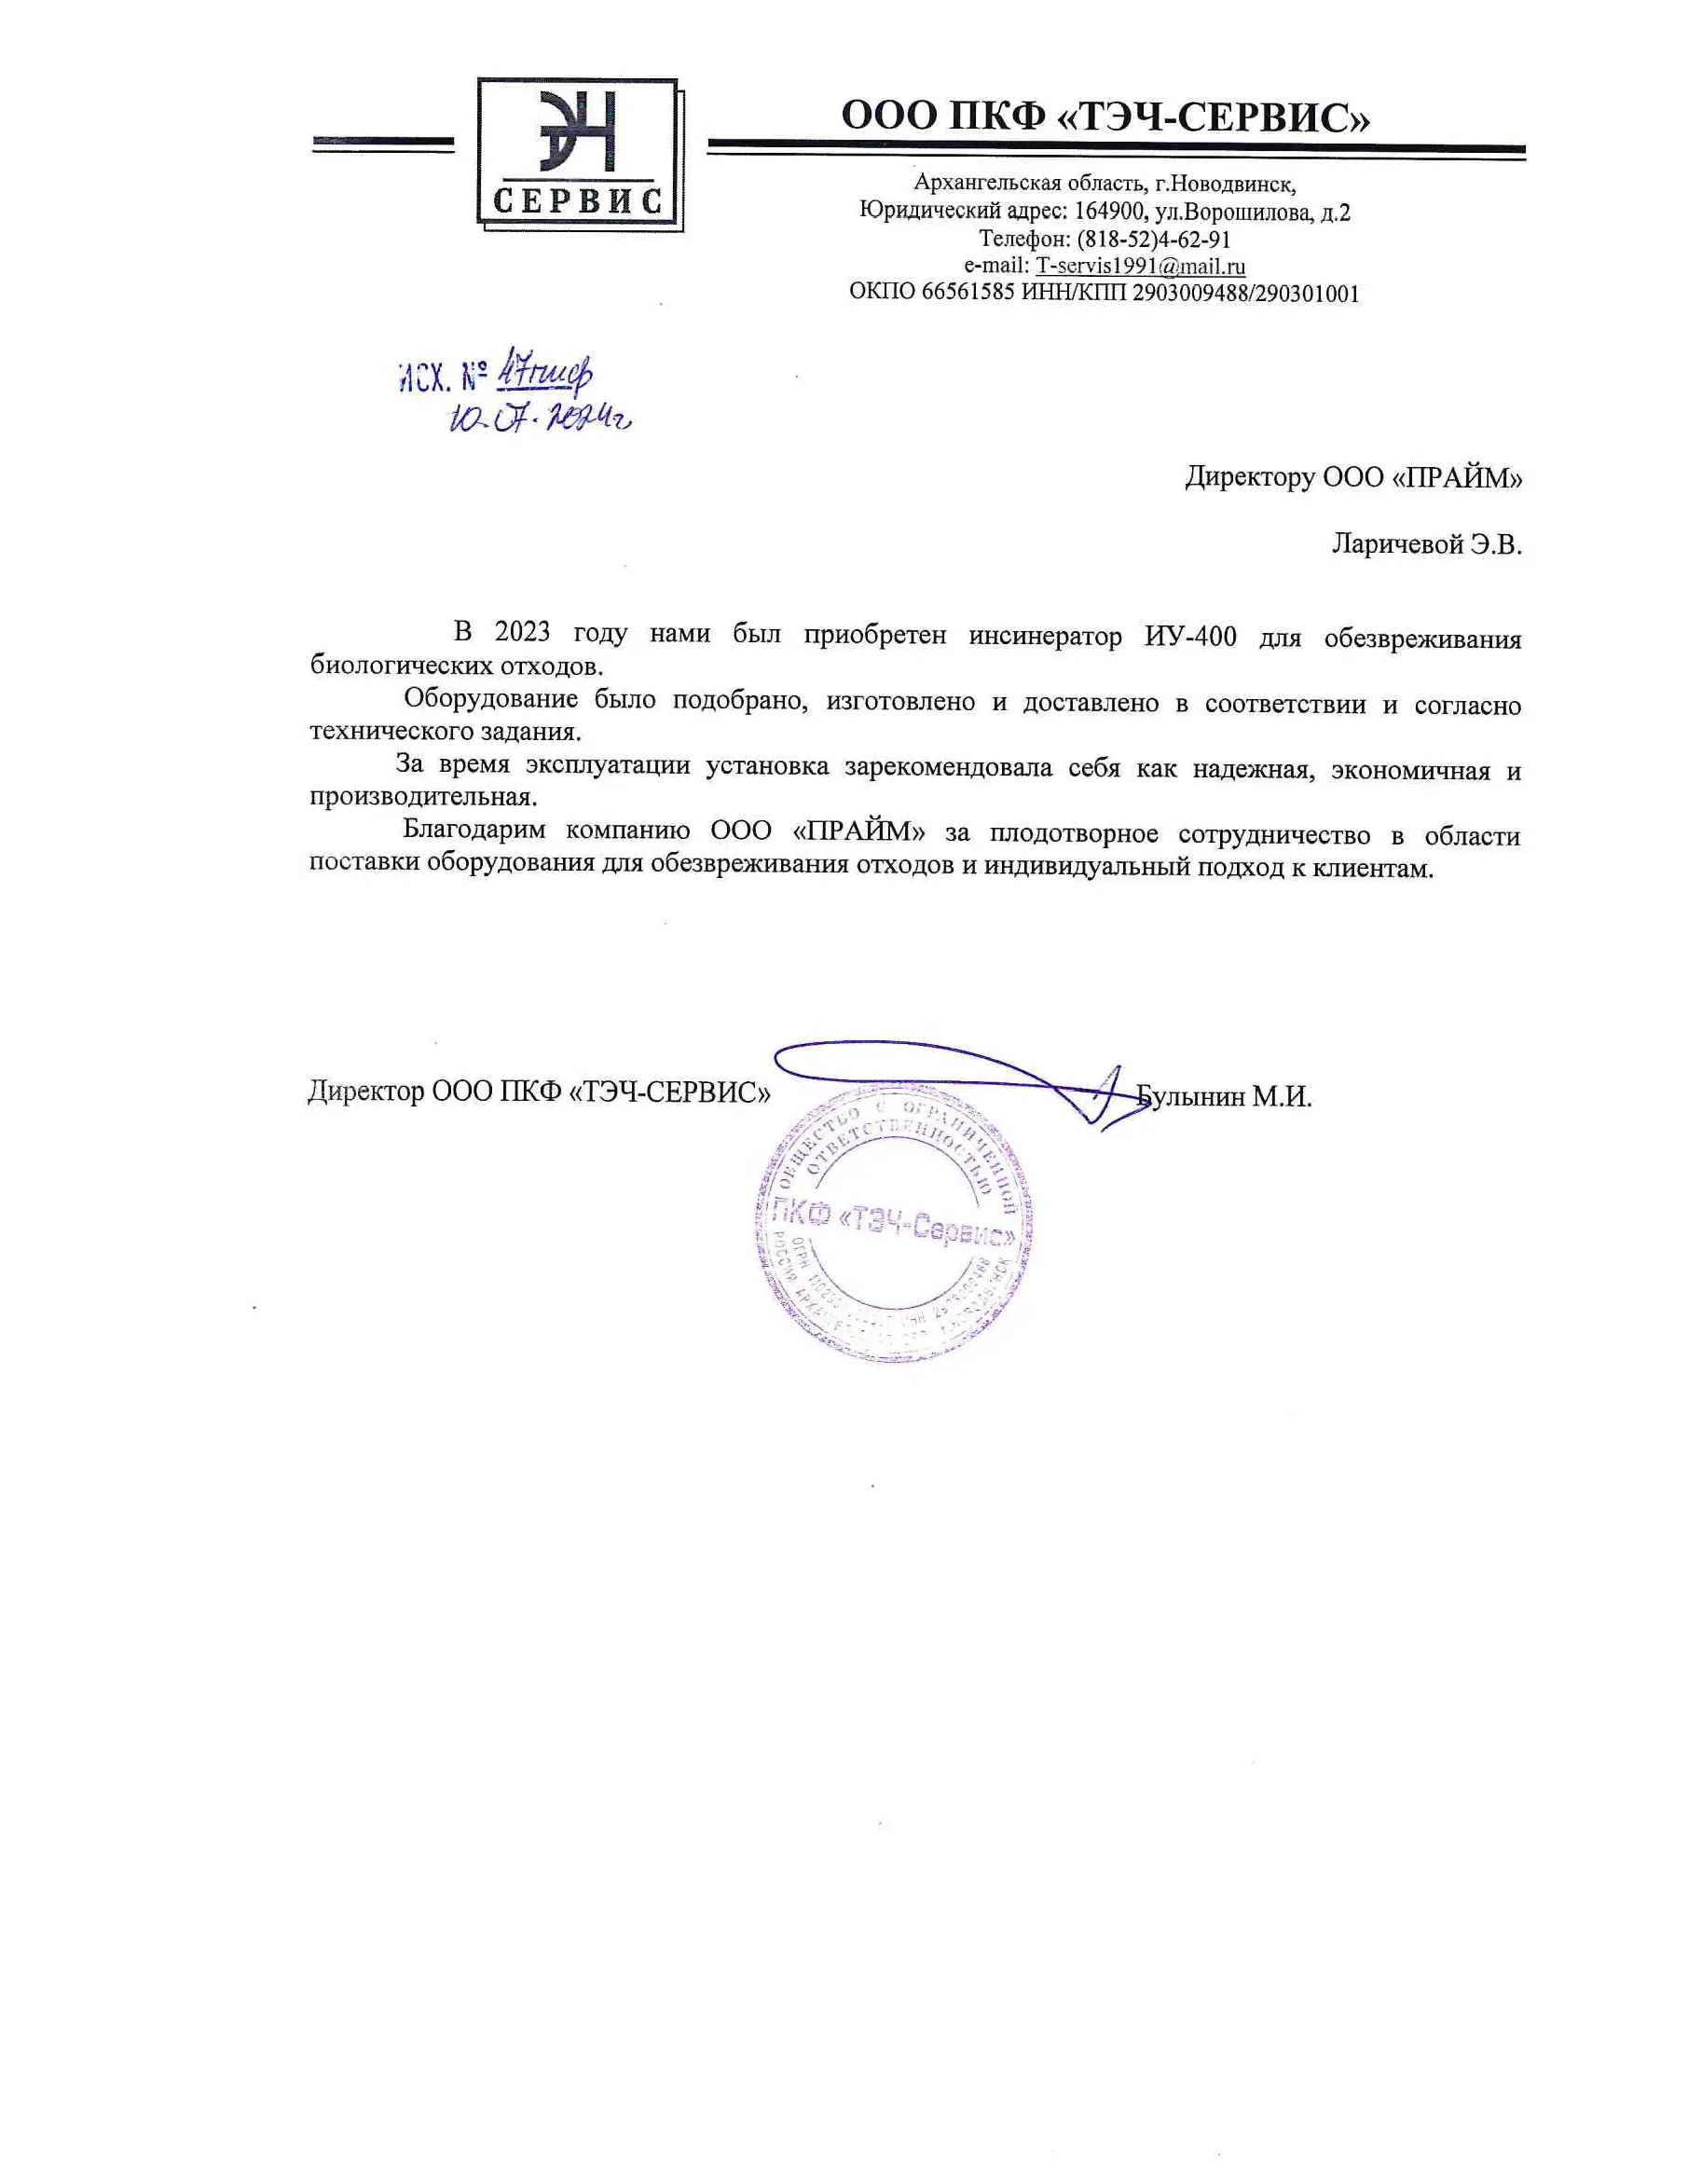 ТЭЧ
СЕРВИС
ООО ПКФ «ТЭЧ-СЕРВИС»
Архангельская область, г.Новодвинск,
Юридический адрес: 164900, ул.Ворошилова, д.2
Телефон: (818-52)4-62-91
e-mail: T-servis1991@mail.ru
ОКПО 66561585 ИНН/КПП 2903009488/290301001
ИСХ. №
10.07.2024г
Директору ООО «ПРАЙМ»
Ларичевой Э.В.
В 2023 году нами был приобретен инсинератор ИУ-400 для обезвреживания
биологических отходов.
Оборудование было подобрано, изготовлено и доставлено в соответствии и согласно
технического задания.
За время эксплуатации установка зарекомендовала себя как надежная, экономичная и
производительная.
Благодарим компанию ООО «ПРАЙМ» за плодотворное сотрудничество в области
поставки оборудования для обезвреживания отходов и индивидуальный подход к клиентам.
Директор ООО ПКФ «ТЭЧ-СЕРВИС»
Булынин М.И.
ОБЩЕСТВО С ОГРАНИЧЕННОЙ
ОТВЕТСТВЕННОСТЬЮ
ПКФ «ТЭЧ-Сервис»
ОГРН
РОССИЯ